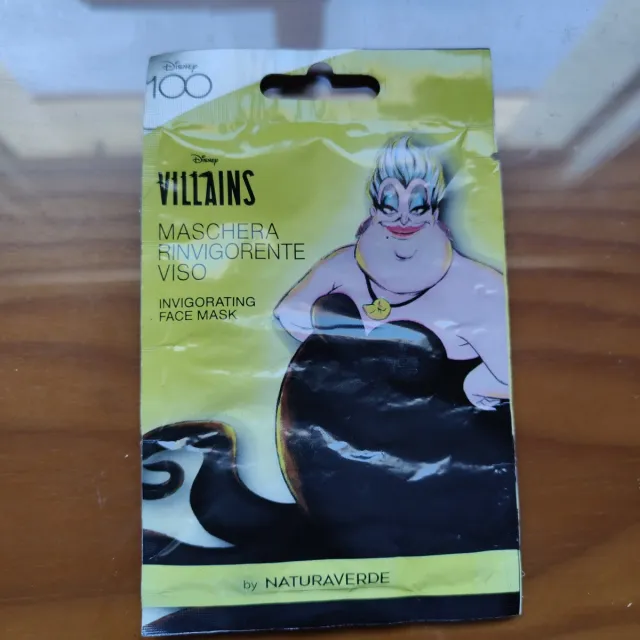 Disney
100
Disney
VILLAINS
MASCHERA
RINVIGORENTE
VISO
INVIGORATING
FACE MASK
by NATURAVERDE